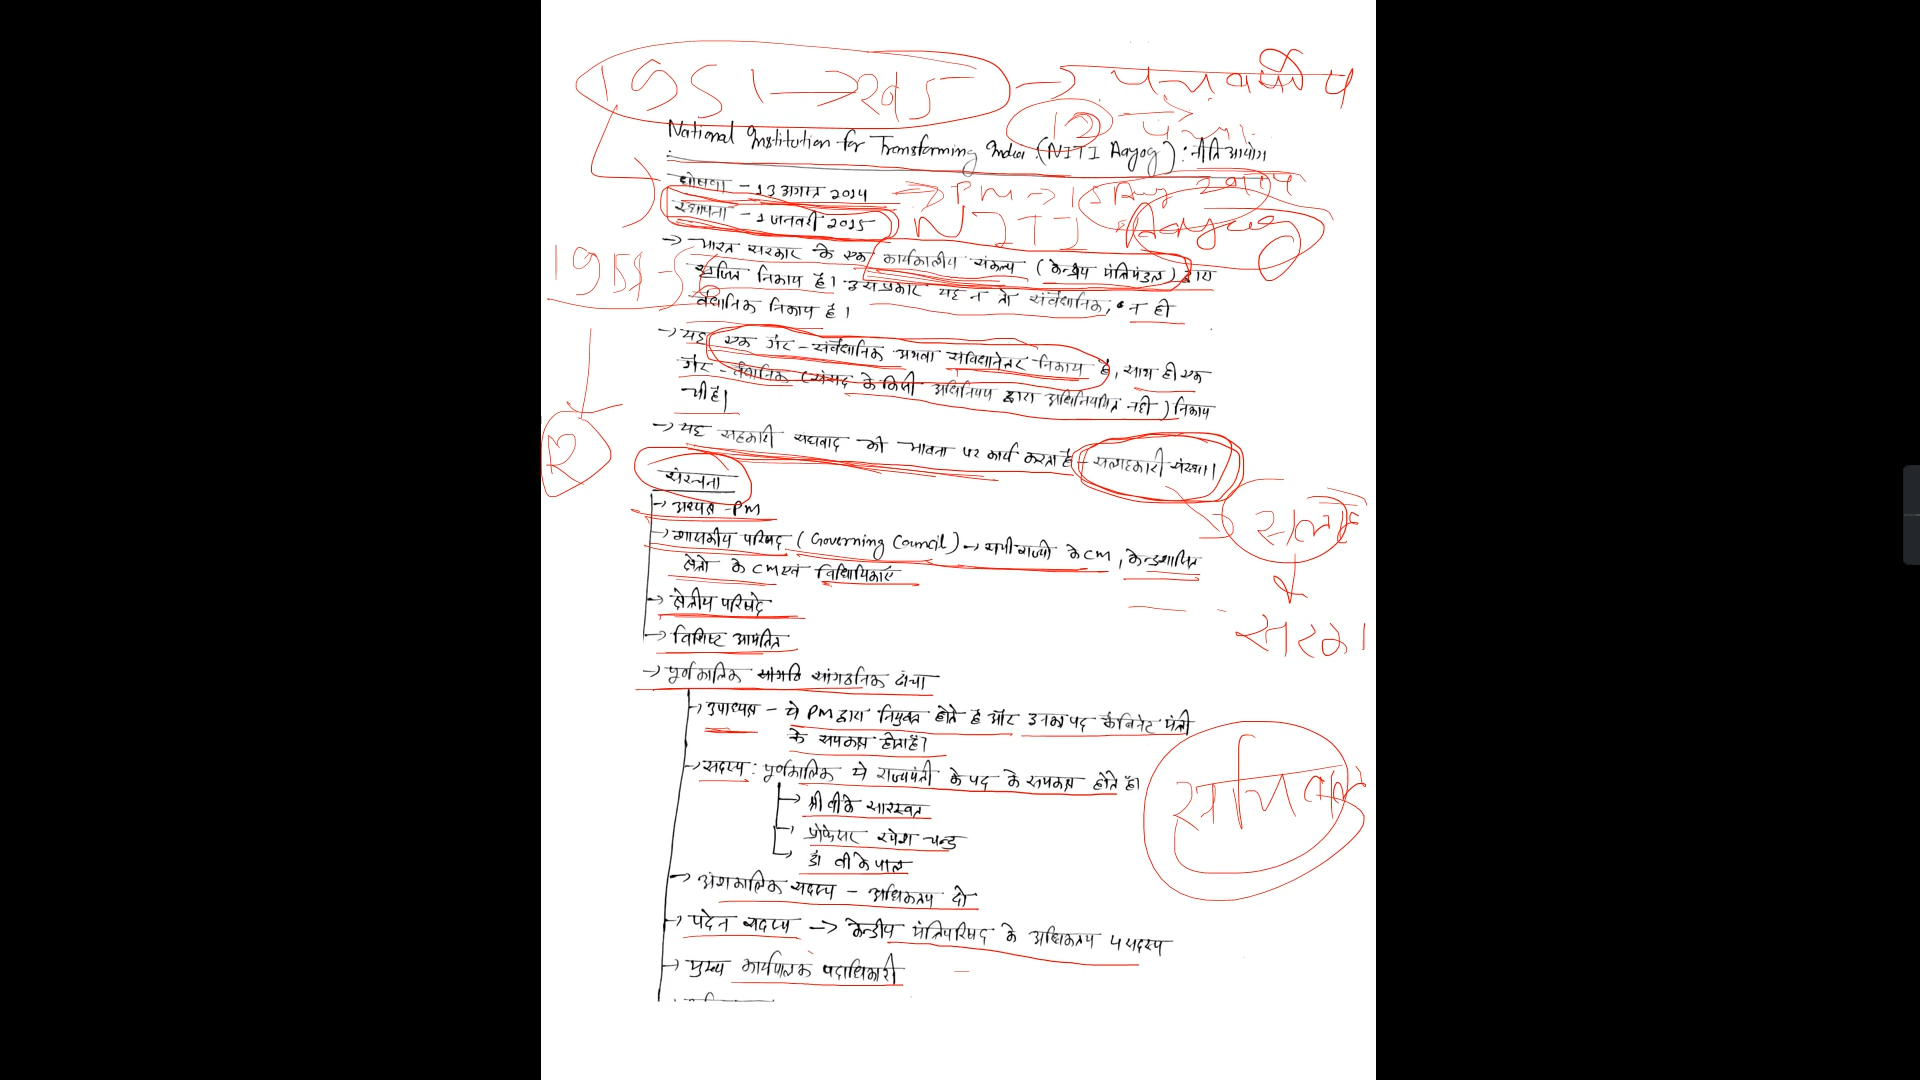 1951 → 2015 → पंचवर्षीय
12 →
National Institution for Transforming India (NITI Aayog) : नीति आयोग
घोषणा - 13 अगस्त 2014 → PM → 15 Aug 2014
स्थापना - 1 जनवरी 2015 NITI Aayog
→ भारत सरकार के एक कार्यकालीय संकल्प (केन्द्रीय मंत्रिमंडल) द्वारा
सृजित निकाय है। इस प्रकार यह न तो संवैधानिक, न ही
वैधानिक निकाय है।
→ यह एक गैर-संवैधानिक अथवा संविधानेतर निकाय है, साथ ही एक
गैर-वैधानिक (संसद के किसी अधिनियम द्वारा अधिनियमित नहीं) निकाय
भी है।
→ यह सहकारी संघवाद की भावना पर कार्य करता है - सलाहकारी संस्था।
संरचना
→ अध्यक्ष - PM
→ शासकीय परिषद (Governing Council) → सभी राज्यों के CM, केन्द्रशासित
क्षेत्रों के CM एवं विधायिकाएं
→ क्षेत्रीय परिषदें
→ विशिष्ट आमंत्रित
सरका
→ पूर्णकालिक सांगठनिक ढांचा
→ उपाध्यक्ष - ये PM द्वारा नियुक्त होते है और उनका पद कैबिनेट मंत्री
के समकक्ष होता है।
→ सदस्य : पूर्णकालिक ये राज्यमंत्री के पद के समकक्ष होते है।
→ श्री वी के सारस्वत
→ प्रोफेसर रमेश चन्द
→ डॉ वी के पाल
→ अंशकालिक सदस्य - अधिकतम दो
→ पदेन सदस्य → केन्द्रीय मंत्रिपरिषद के अधिकतम 4 सदस्य
→ मुख्य कार्यपालक पदाधिकारी